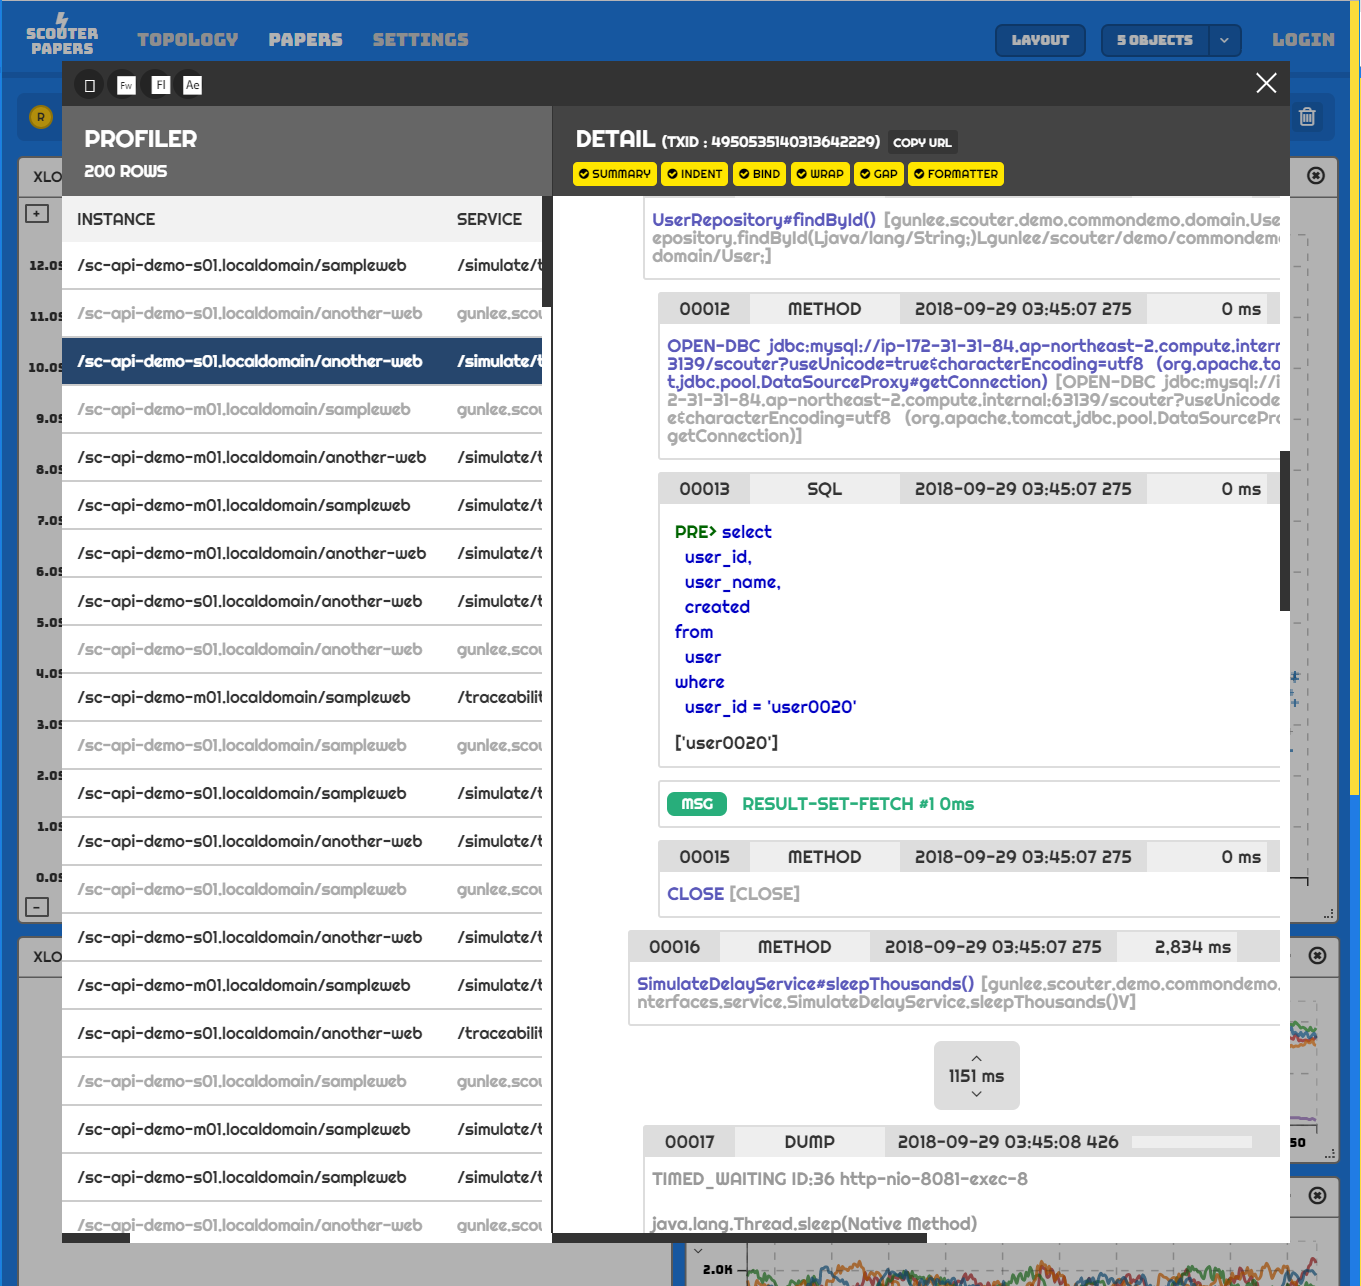 SCOUTER
PAPERS
TOPOLOGY
PAPERS
SETTINGS
LAYOUT
5 OBJECTS
LOGIN
Fw
Fl
Ae
R
PROFILER
200 ROWS
DETAIL (TXID : 4950535140313642229) COPY URL
SUMMARY INDENT BIND WRAP GAP FORMATTER
XLO
+
12.0S
11.0S
10.0S
9.0S
8.0S
7.0S
6.0S
5.0S
4.0S
3.0S
2.0S
1.0S
0.0S
-
XLO
INSTANCE SERVICE
/sc-api-demo-s01.localdomain/sampleweb /simulate/t
/sc-api-demo-s01.localdomain/another-web gunlee.scou
/sc-api-demo-s01.localdomain/another-web /simulate/t
/sc-api-demo-m01.localdomain/sampleweb gunlee.scou
/sc-api-demo-m01.localdomain/another-web /simulate/t
/sc-api-demo-m01.localdomain/sampleweb /simulate/t
/sc-api-demo-m01.localdomain/another-web /simulate/t
/sc-api-demo-s01.localdomain/another-web /simulate/t
/sc-api-demo-s01.localdomain/another-web gunlee.scou
/sc-api-demo-m01.localdomain/sampleweb /traceabilit
/sc-api-demo-s01.localdomain/sampleweb gunlee.scou
/sc-api-demo-s01.localdomain/sampleweb /simulate/t
/sc-api-demo-s01.localdomain/another-web /simulate/t
/sc-api-demo-s01.localdomain/sampleweb gunlee.scou
/sc-api-demo-s01.localdomain/another-web /simulate/t
/sc-api-demo-m01.localdomain/sampleweb /simulate/t
/sc-api-demo-s01.localdomain/another-web /traceabilit
/sc-api-demo-s01.localdomain/sampleweb gunlee.scou
/sc-api-demo-m01.localdomain/sampleweb /simulate/t
/sc-api-demo-s01.localdomain/sampleweb /simulate/t
/sc-api-demo-s01.localdomain/another-web gunlee.scou
UserRepository#findById() [gunlee.scouter.demo.commondemo.domain.Use
epository.findById(Ljava/lang/String;)Lgunlee/scouter/demo/commondem
domain/User;]
00012 METHOD 2018-09-29 03:45:07 275 0 ms
OPEN-DBC jdbc:mysql://ip-172-31-31-84.ap-northeast-2.compute.interr
3139/scouter?useUnicode=true&characterEncoding=utf8 (org.apache.to
t.jdbc.pool.DataSourceProxy#getConnection) [OPEN-DBC jdbc:mysql://i
2-31-31-84.ap-northeast-2.compute.internal:63139/scouter?useUnicode
e&characterEncoding=utf8 (org.apache.tomcat.jdbc.pool.DataSourcePr
getConnection)]
00013 SQL 2018-09-29 03:45:07 275 0 ms
PRE> select
user_id,
user_name,
created
from
user
where
user_id = 'user0020'
['user0020']
MSG RESULT-SET-FETCH #1 0ms
00015 METHOD 2018-09-29 03:45:07 275 0 ms
CLOSE [CLOSE]
00016 METHOD 2018-09-29 03:45:07 275 2,834 ms
SimulateDelayService#sleepThousands() [gunlee.scouter.demo.commondemo.
nterfaces.service.SimulateDelayService.sleepThousands()V]
1151 ms
00017 DUMP 2018-09-29 03:45:08 426
TIMED_WAITING ID:36 http-nio-8081-exec-8
java.lang.Thread.sleep(Native Method)
50
2.0K